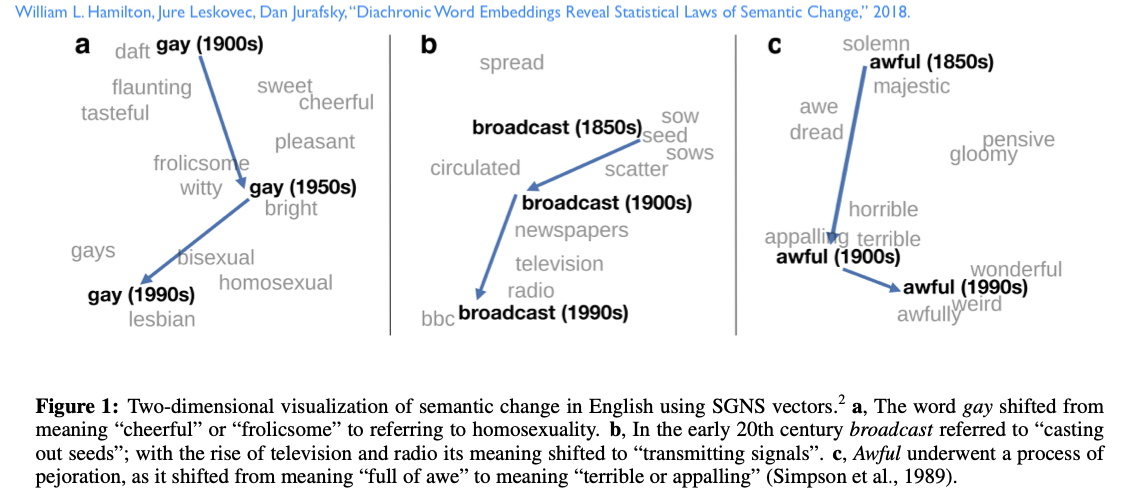 William L. Hamilton, Jure Leskovec, Dan Jurafsky, “Diachronic Word Embeddings Reveal Statistical Laws of Semantic Change,” 2018.
a
daft gay (1900s)
flaunting
sweet
tasteful
cheerful
pleasant
frolicsome
witty
gay (1950s)
bright
gays
bisexual
homosexual
gay (1990s)
lesbian
b
spread
broadcast (1850s)
sow
seed
sows
circulated
scatter
broadcast (1900s)
newspapers
television
radio
bbc broadcast (1990s)
c
solemn
awful (1850s)
majestic
awe
dread
pensive
gloomy
horrible
appalling terrible
awful (1900s)
wonderful
awful (1990s)
weird
awfully
Figure 1: Two-dimensional visualization of semantic change in English using SGNS vectors.2 a, The word gay shifted from
meaning “cheerful” or “frolicsome” to referring to homosexuality. b, In the early 20th century broadcast referred to “casting
out seeds”; with the rise of television and radio its meaning shifted to “transmitting signals”. c, Awful underwent a process of
pejoration, as it shifted from meaning “full of awe” to meaning “terrible or appalling” (Simpson et al., 1989).